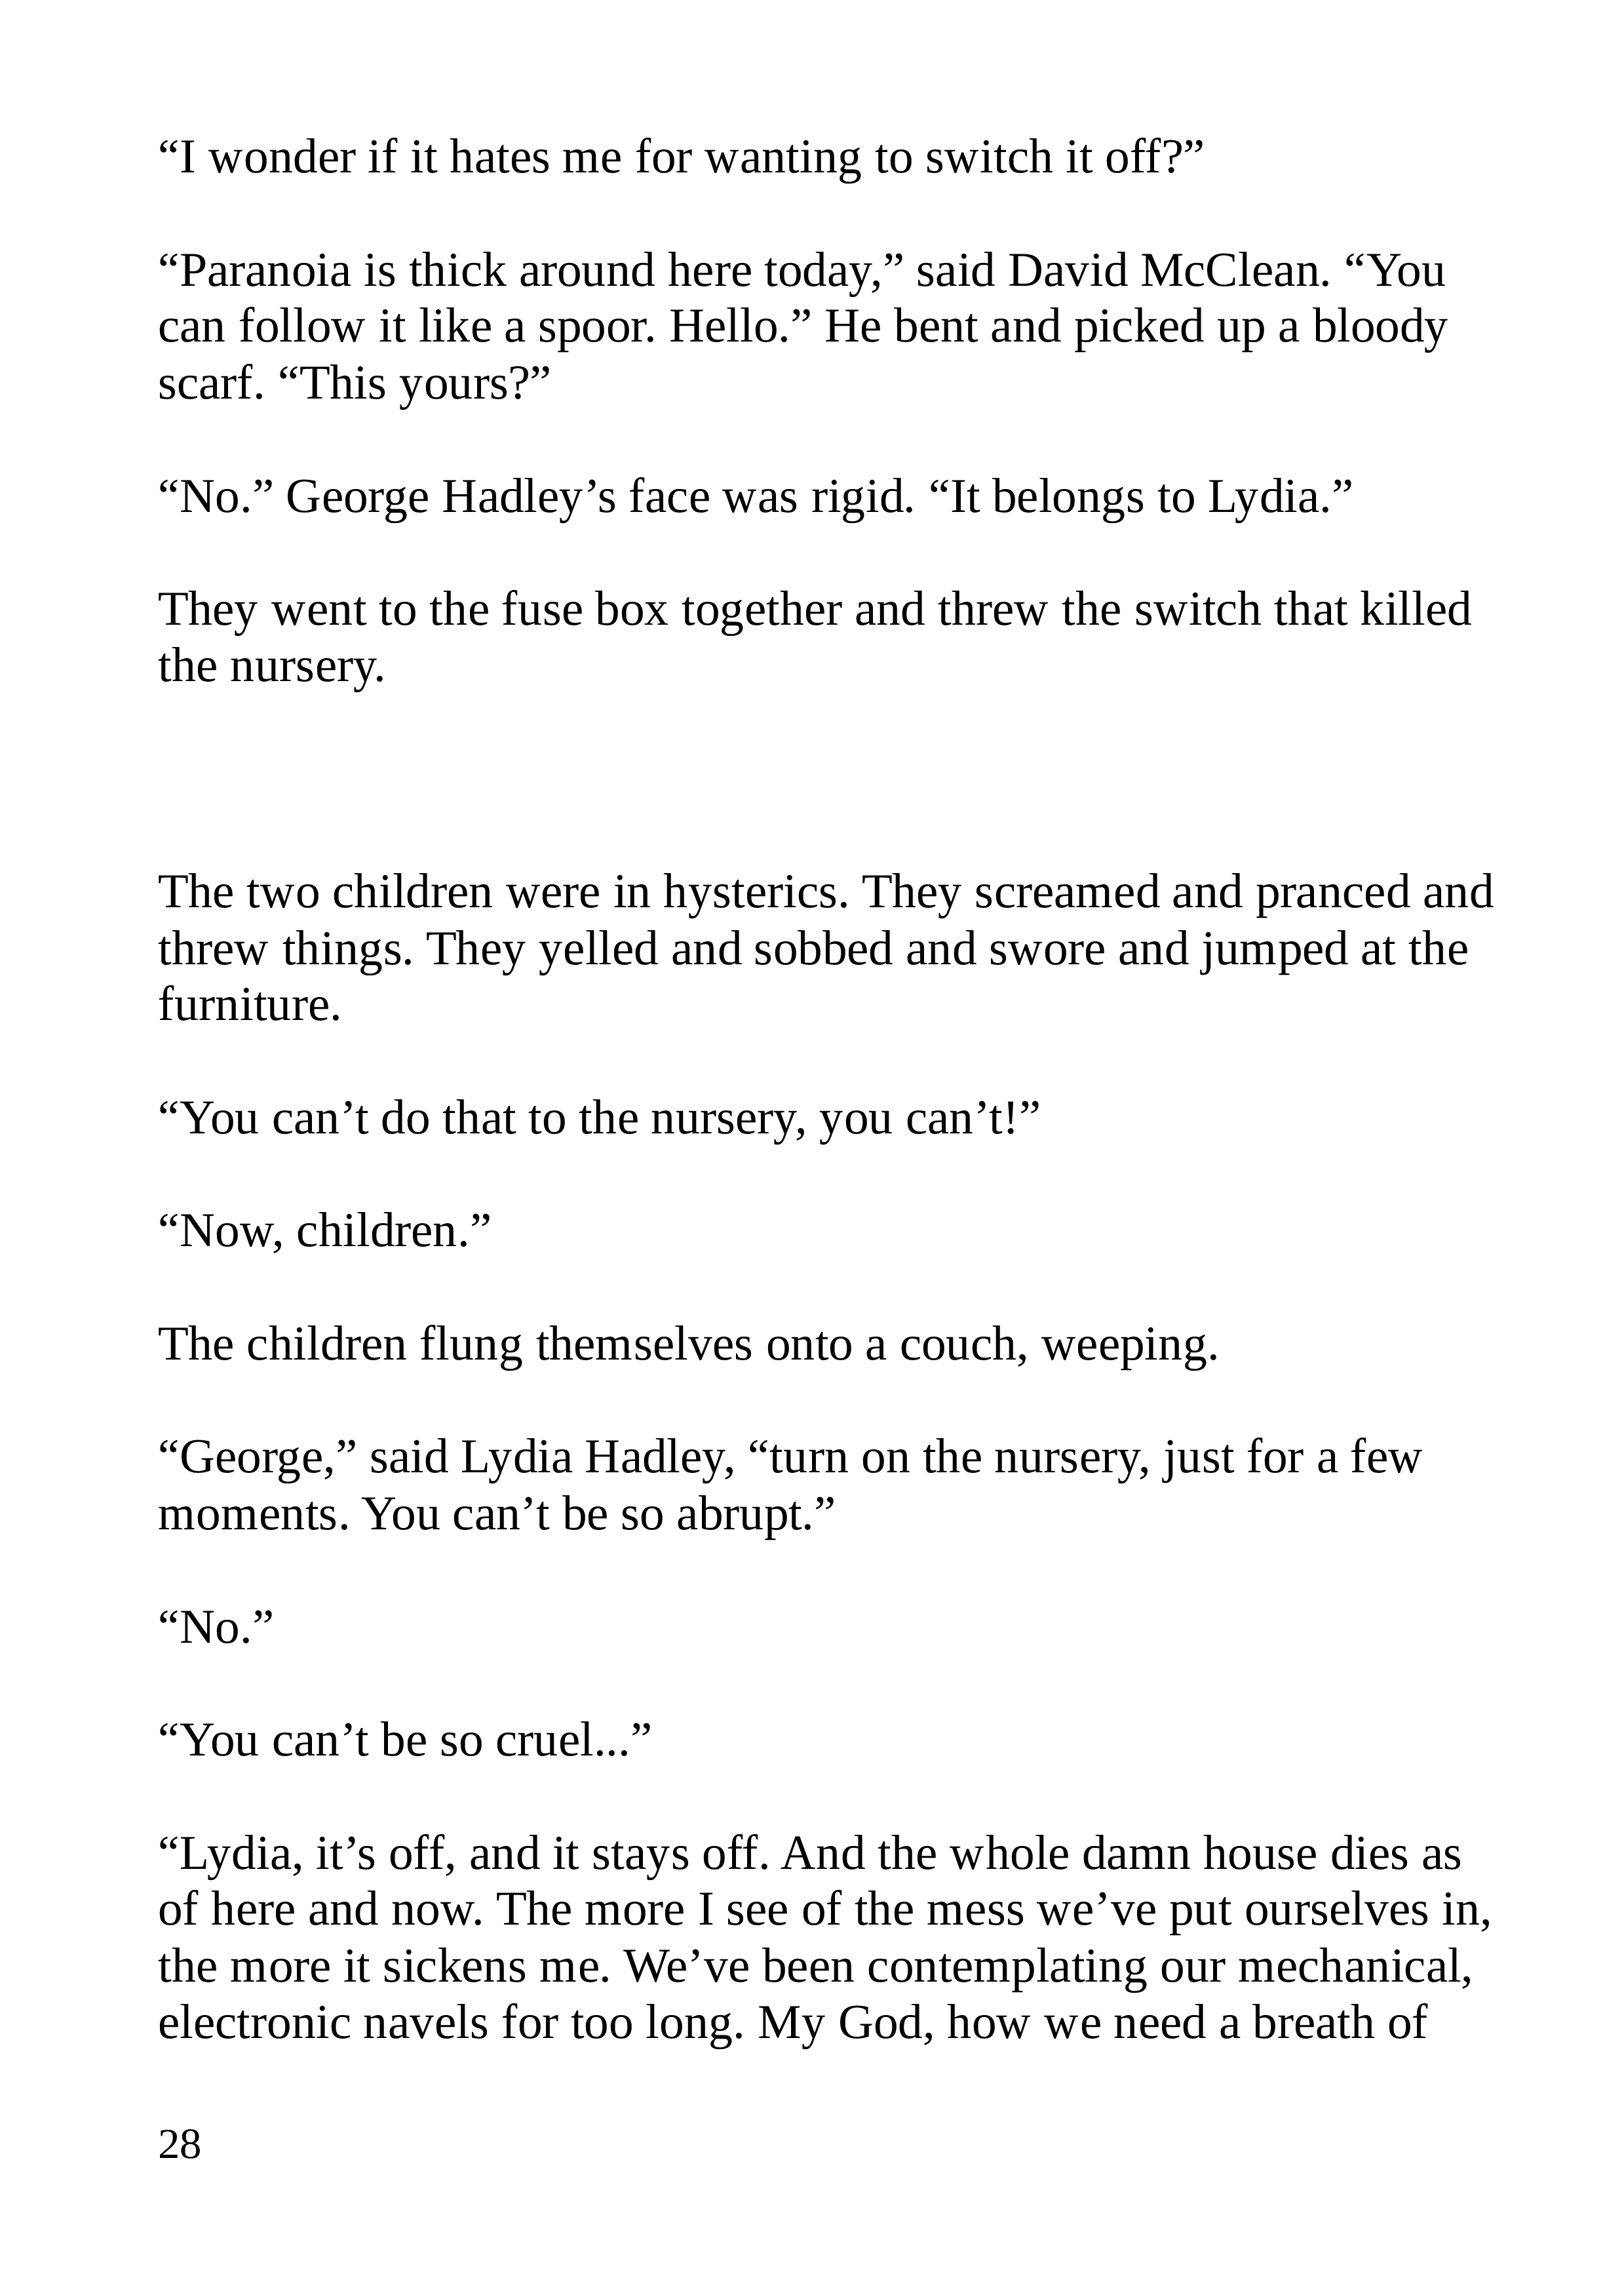 “I wonder if it hates me for wanting to switch it off?”
“Paranoia is thick around here today,” said David McClean. “You
can follow it like a spoor. Hello.” He bent and picked up a bloody
scarf. “This yours?”
“No.” George Hadley’s face was rigid. “It belongs to Lydia.”
They went to the fuse box together and threw the switch that killed
the nursery.
The two children were in hysterics. They screamed and pranced and
threw things. They yelled and sobbed and swore and jumped at the
furniture.
“You can’t do that to the nursery, you can’t!”
“Now, children.”
The children flung themselves onto a couch, weeping.
“George,” said Lydia Hadley, “turn on the nursery, just for a few
moments. You can’t be so abrupt.”
“No.”
“You can’t be so cruel...”
“Lydia, it’s off, and it stays off. And the whole damn house dies as
of here and now. The more I see of the mess we’ve put ourselves in,
the more it sickens me. We’ve been contemplating our mechanical,
electronic navels for too long. My God, how we need a breath of
28